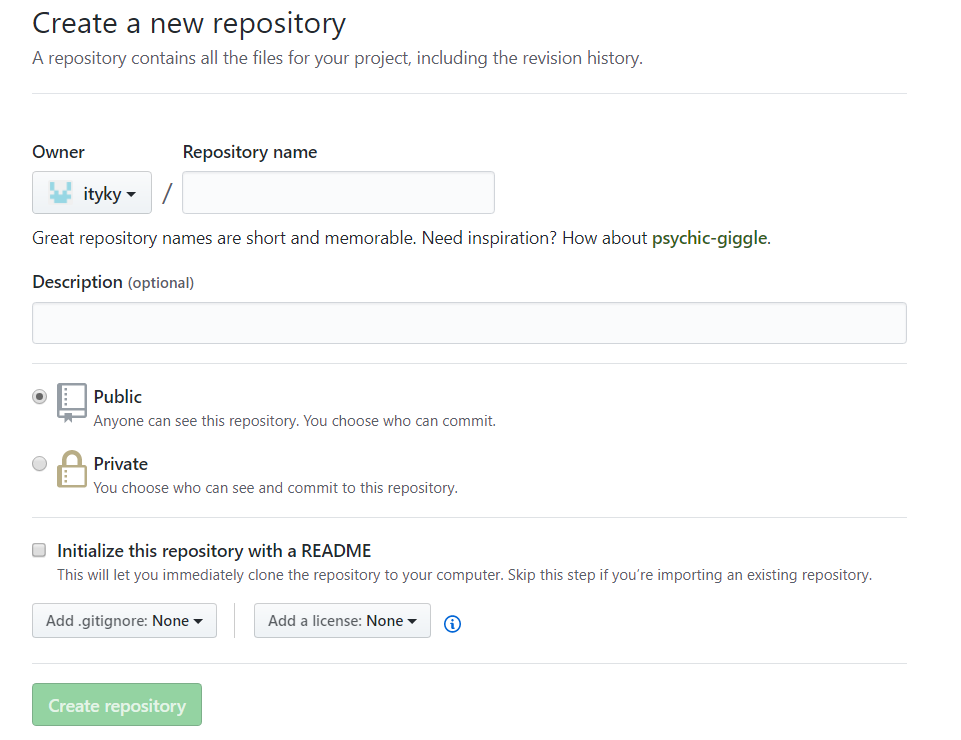 Create a new repository
A repository contains all the files for your project, including the revision history.
Owner Repository name
ityky / 
Great repository names are short and memorable. Need inspiration? How about psychic-giggle.
Description (optional)
Public
Anyone can see this repository. You choose who can commit.
Private
You choose who can see and commit to this repository.
Initialize this repository with a README
This will let you immediately clone the repository to your computer. Skip this step if you’re importing an existing repository.
Add .gitignore: None Add a license: None
Create repository